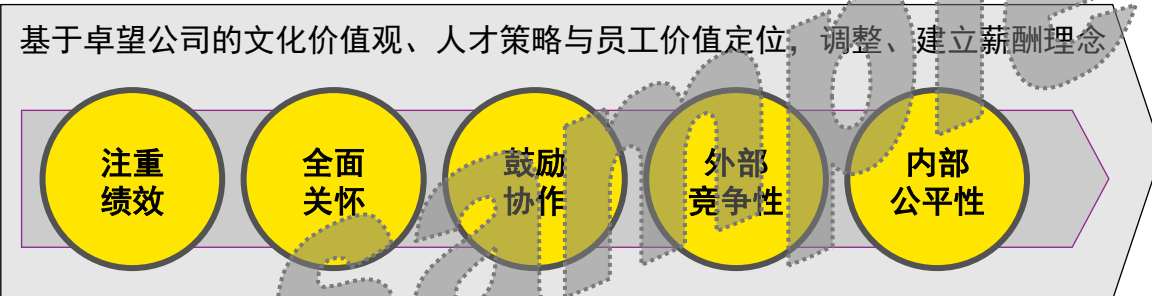 基于卓望公司的文化价值观、人才策略与员工价值定位，调整、建立薪酬理念
注重
绩效
全面
关怀
鼓励
协作
外部
竞争性
内部
公平性
sample